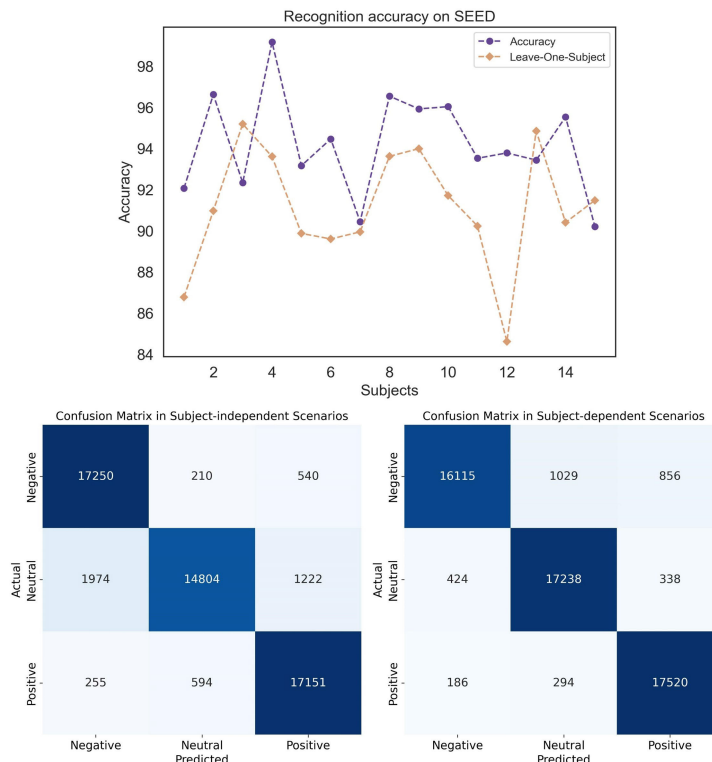 Recognition accuracy on SEED
Accuracy
Leave-One-Subject
98
96
94
92
90
88
86
84
Accuracy
2 4 6 8 10 12 14
Subjects
Confusion Matrix in Subject-independent Scenarios
Negative 17250 210 540
Actual
Neutral 1974 14804 1222
Positive 255 594 17151
Negative Neutral Positive
Predicted
Confusion Matrix in Subject-dependent Scenarios
Negative 16115 1029 856
Actual
Neutral 424 17238 338
Positive 186 294 17520
Negative Neutral Positive
Predicted